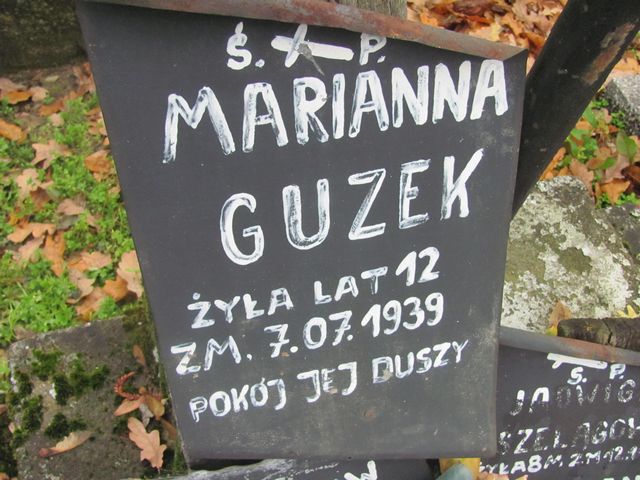 Ś. P.
MARIANNA
GUZEK
ŻYŁA LAT 12
ZM. 7.07.1939
POKÓJ JEJ DUSZY
Ś. P.